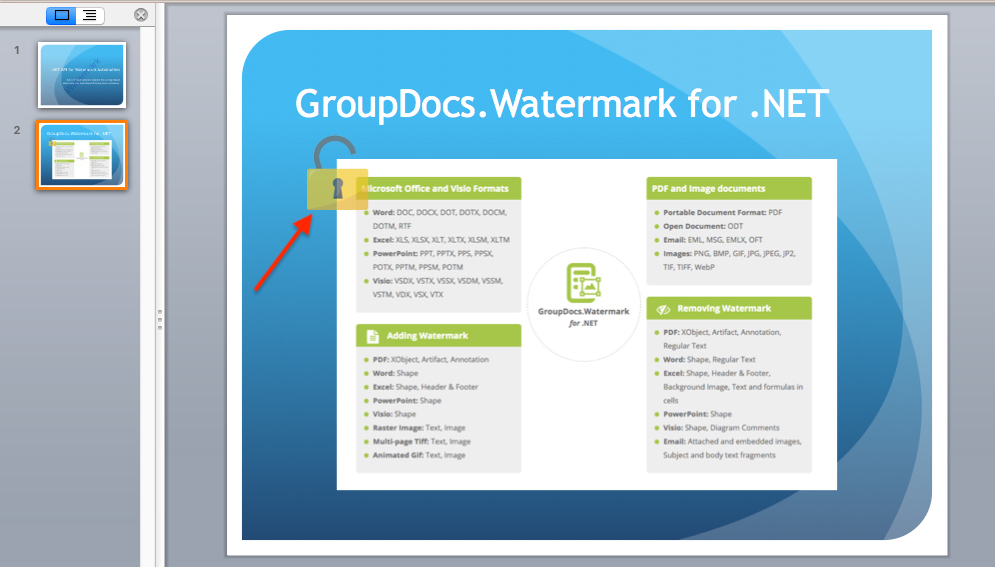 1
2
GroupDocs.Watermark for .NET
Microsoft Office and Visio Formats
Word: DOC, DOCX, DOT, DOTX, DOCM,
DOTM, RTF
Excel: XLS, XLSX, XLT, XLTX, XLSM, XLTM
PowerPoint: PPT, PPTX, PPS, PPSX,
POTX, PPTM, PPSM, POTM
Visio: VSDX, VSTX, VSSX, VSDM, VSSM,
VSTM, VDX, VSX, VTX
Adding Watermark
PDF: XObject, Artifact, Annotation
Word: Shape
Excel: Shape, Header & Footer
PowerPoint: Shape
Visio: Shape
Raster Image: Text, Image
Multi-page Tiff: Text, Image
Animated Gif: Text, Image
GroupDocs.Watermark
for .NET
PDF and Image documents
Portable Document Format: PDF
Open Document: ODT
Email: EML, MSG, EMLX, OFT
Images: PNG, BMP, GIF, JPG, JPEG, JP2,
TIF, TIFF, WebP
Removing Watermark
PDF: XObject, Artifact, Annotation,
Regular Text
Word: Shape, Regular Text
Excel: Shape, Header & Footer,
Background Image, Text and formulas in
cells
PowerPoint: Shape
Visio: Shape, Diagram Comments
Email: Attached and embedded images,
Subject and body text fragments